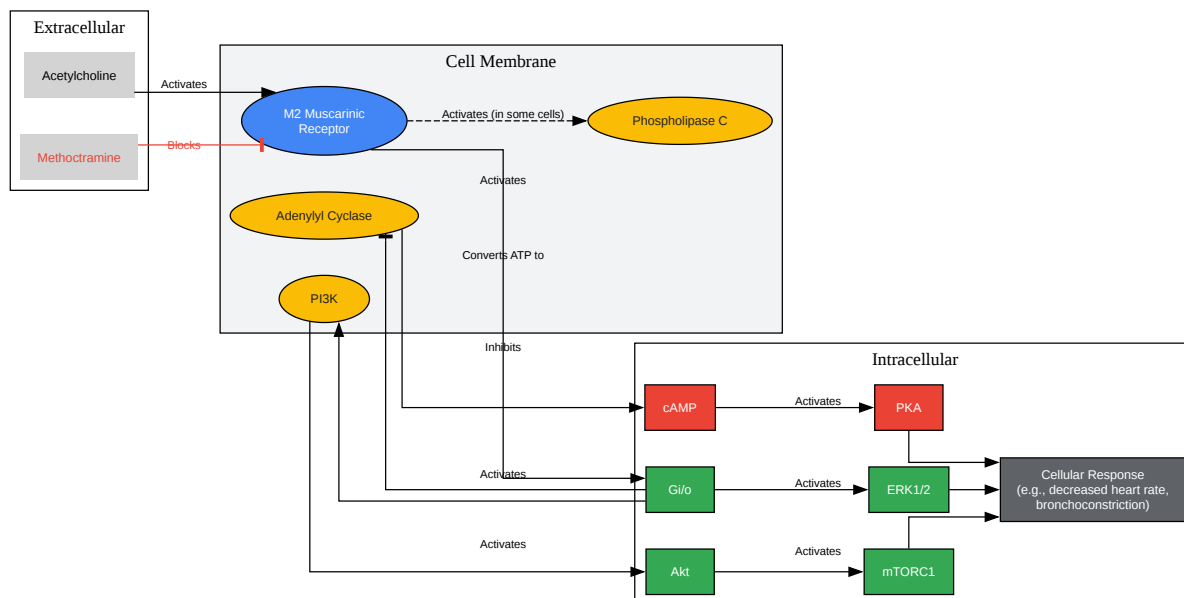 Extracellular
Acetylcholine
Methoctramine
Activates
Blocks
Cell Membrane
M2 Muscarinic
Receptor
Activates (in some cells)
Phospholipase C
Activates
Adenylyl Cyclase
Converts ATP to
PI3K
Inhibits
Intracellular
cAMP
Activates
PKA
Activates
Gi/o
Activates
ERK1/2
Cellular Response
(e.g., decreased heart rate,
bronchoconstriction)
Activates
Akt
Activates
mTORC1